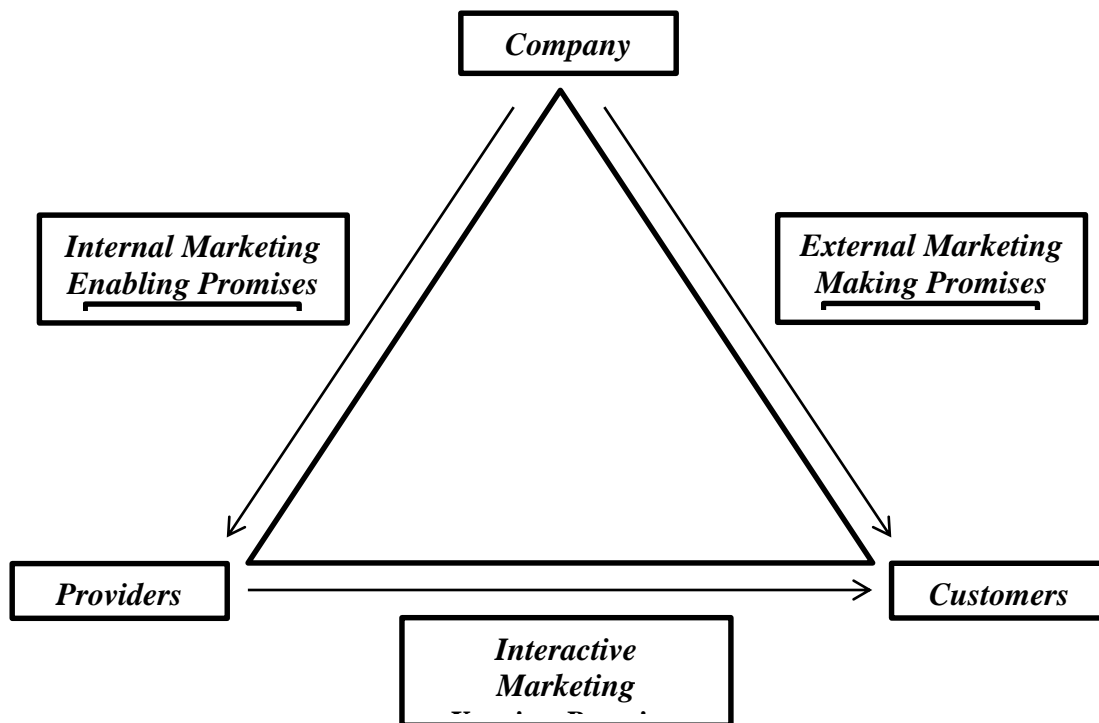 Company
Internal Marketing
Enabling Promises
External Marketing
Making Promises
Providers
Customers
Interactive
Marketing